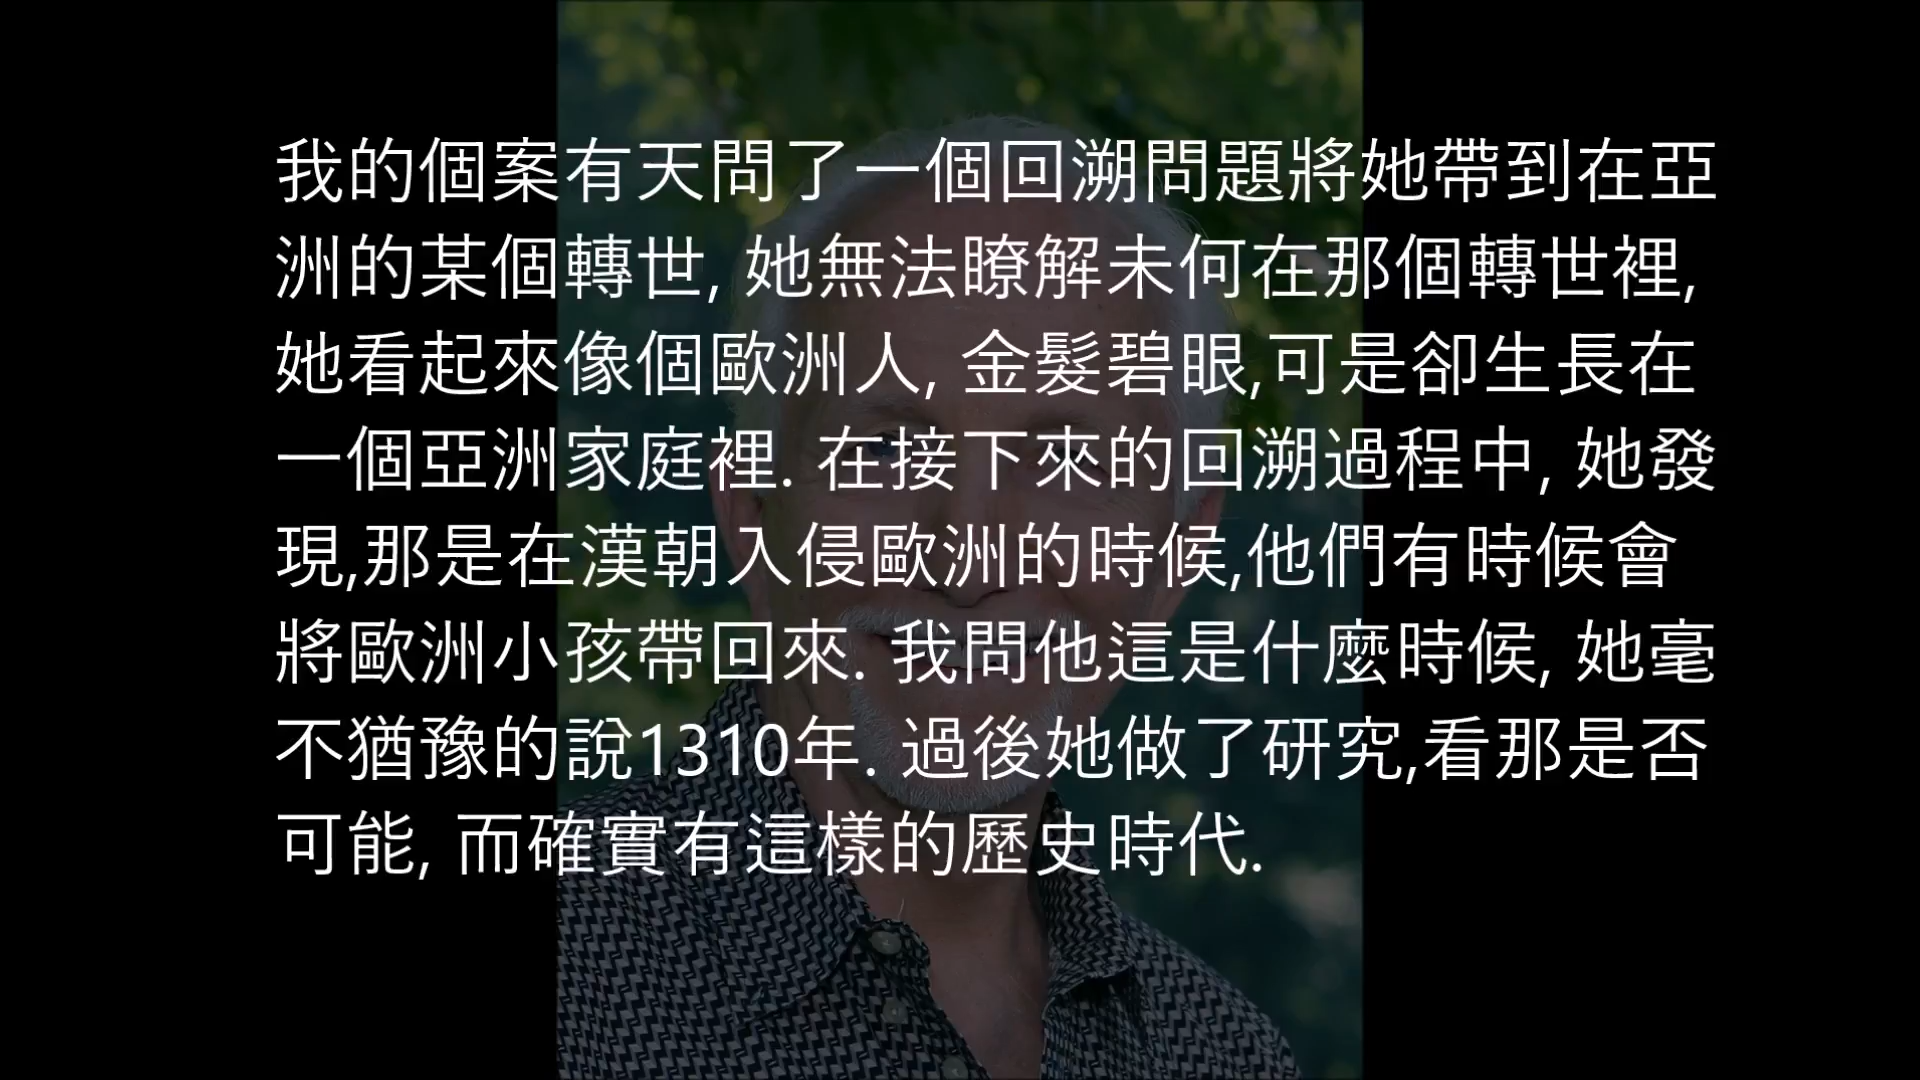 我的個案有天問了一個回溯問題將她帶到在亞
洲的某個轉世, 她無法瞭解未何在那個轉世裡,
她看起來像個歐洲人, 金髮碧眼,可是卻生長在
一個亞洲家庭裡. 在接下來的回溯過程中, 她發
現,那是在漢朝入侵歐洲的時候,他們有時候會
將歐洲小孩帶回來. 我問他這是什麼時候, 她毫
不猶豫的說1310年. 過後她做了研究,看那是否
可能, 而確實有這樣的歷史時代.